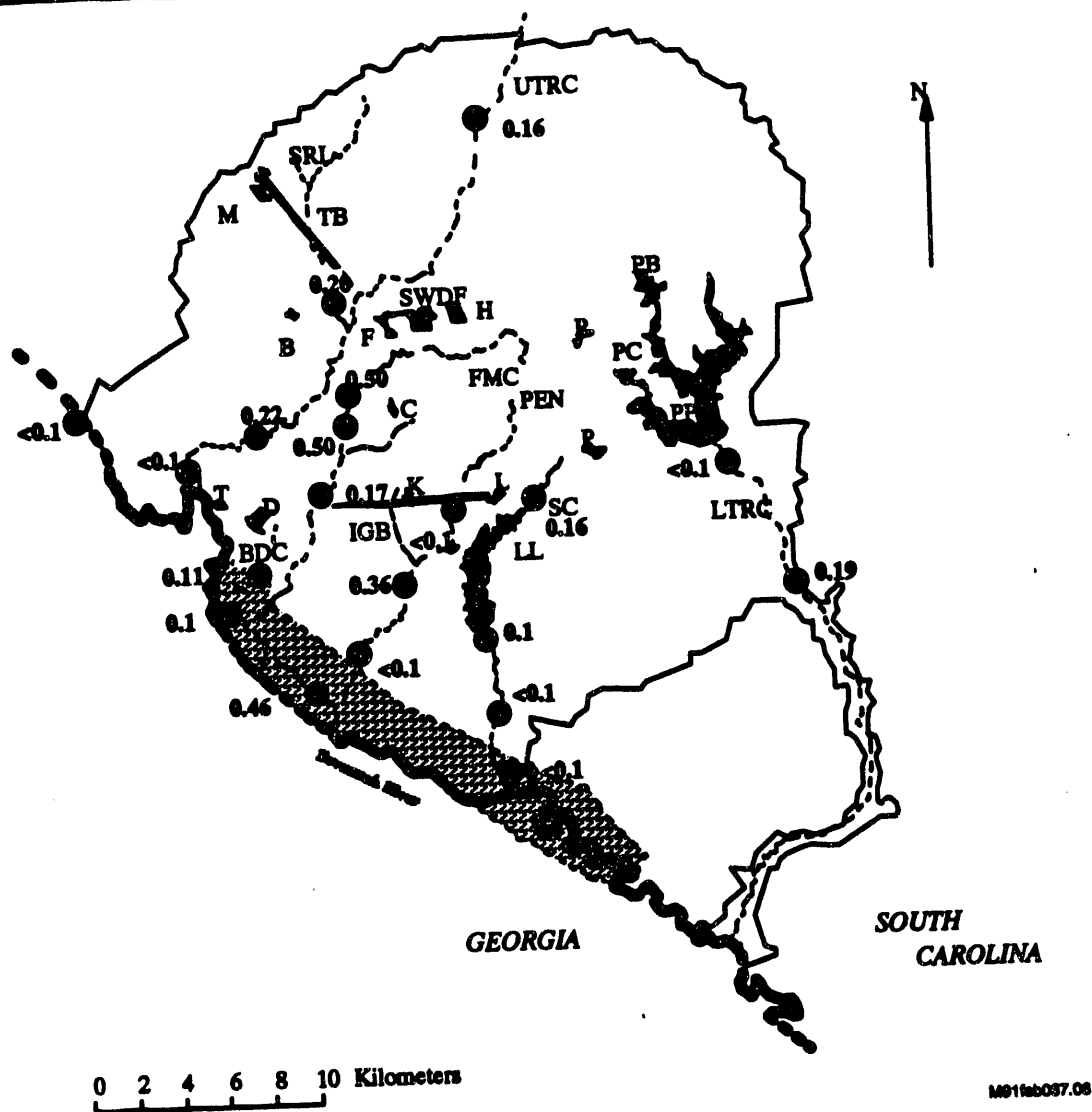 N
UTRC
0.16
SRL
M
TB
PB
0.20
SWDF
H
F
B
PC
FMC
0.50
PEN
C
PP
0.22
<0.1
0.50
<0.1
<0.1
K
0.17
T
D
SC
0.16
LTRC
IGB
<0.1
LL
BDC
0.11
0.36
0.19
0.1
0.1
<0.1
0.46
<0.1
<0.1
Savannah River
GEORGIA
SOUTH
CAROLINA
0 2 4 6 8 10 Kilometers
M91feb037.08